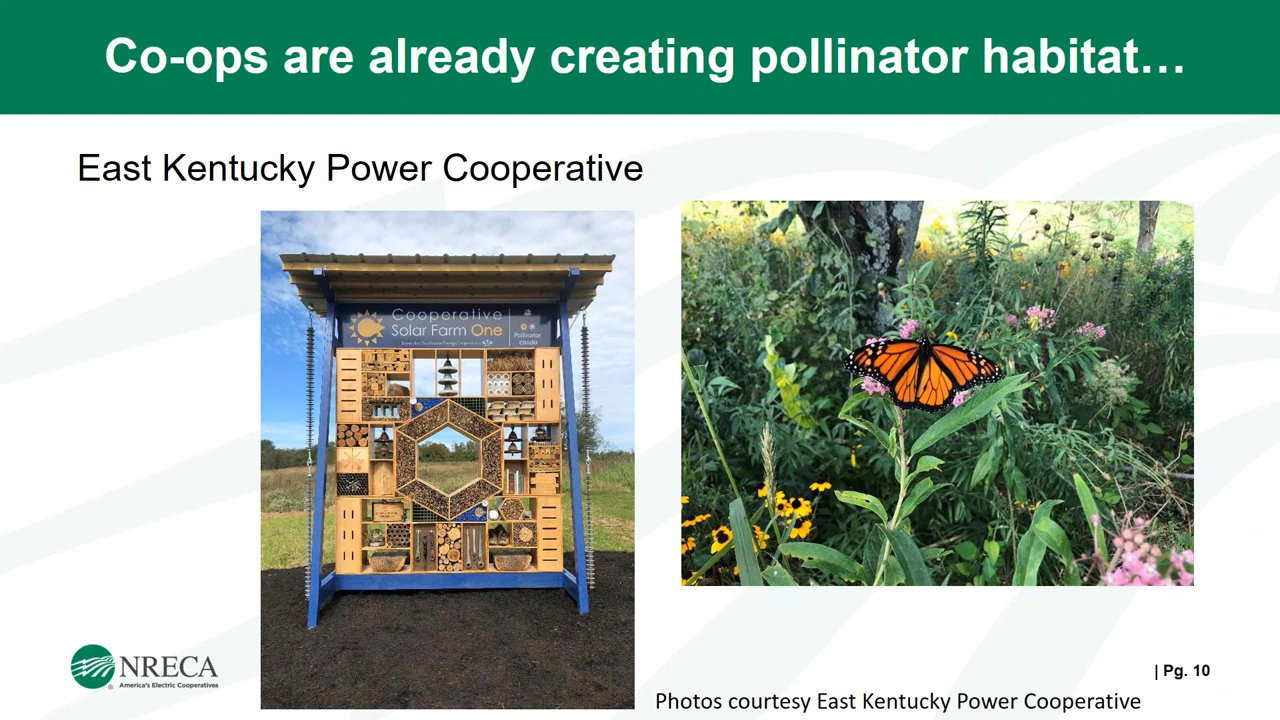 Co-ops are already creating pollinator habitat…
East Kentucky Power Cooperative
Cooperative
Solar Farm One
Pollinator
condo
NRECA
America's Electric Cooperatives
®
| Pg. 10
Photos courtesy East Kentucky Power Cooperative